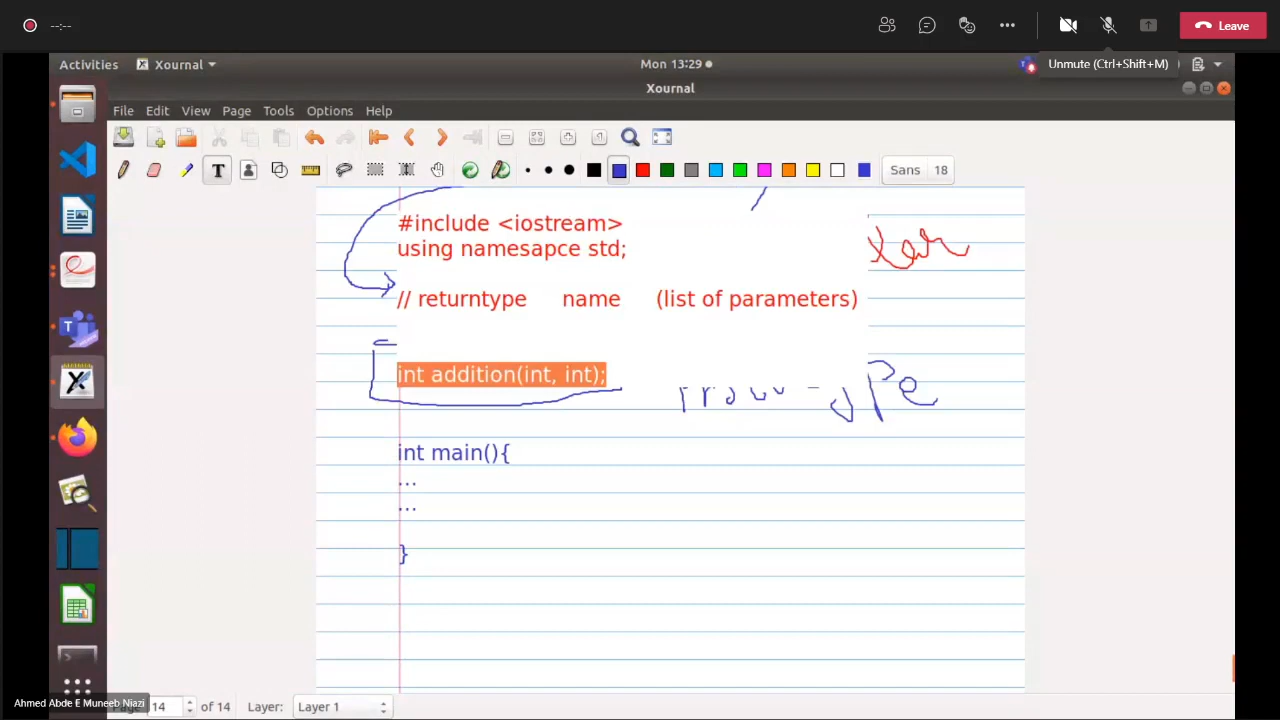 --:--
Leave
Activities
Xournal
Mon 13:29
Unmute (Ctrl+Shift+M)
Xournal
File Edit View Page Tools Options Help
T
Sans 18
#include <iostream>
using namesapce std;
// returntype name (list of parameters)
int addition(int, int);
int main(){
...
...
}
Ahmed Abde E Muneeb Niazi
14 of 14 Layer: Layer 1